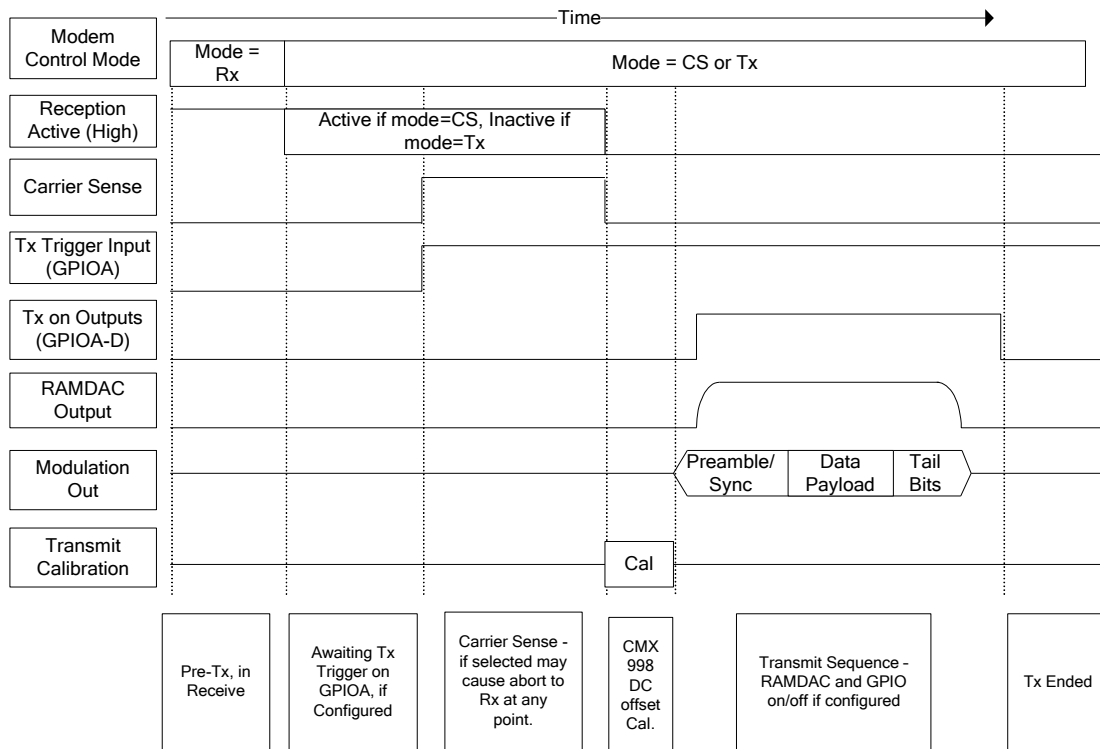 Time
Modem
Control Mode
Mode =
Rx
Mode = CS or Tx
Reception
Active (High)
Active if mode=CS, Inactive if
mode=Tx
Carrier Sense
Tx Trigger Input
(GPIOA)
Tx on Outputs
(GPIOA-D)
RAMDAC
Output
Modulation
Out
Preamble/
Sync
Data
Payload
Tail
Bits
Transmit
Calibration
Cal
Pre-Tx, in
Receive
Awaiting Tx
Trigger on
GPIOA, if
Configured
Carrier Sense -
if selected may
cause abort to
Rx at any
point.
CMX
998
DC
offset
Cal.
Transmit Sequence -
RAMDAC and GPIO
on/off if configured
Tx Ended